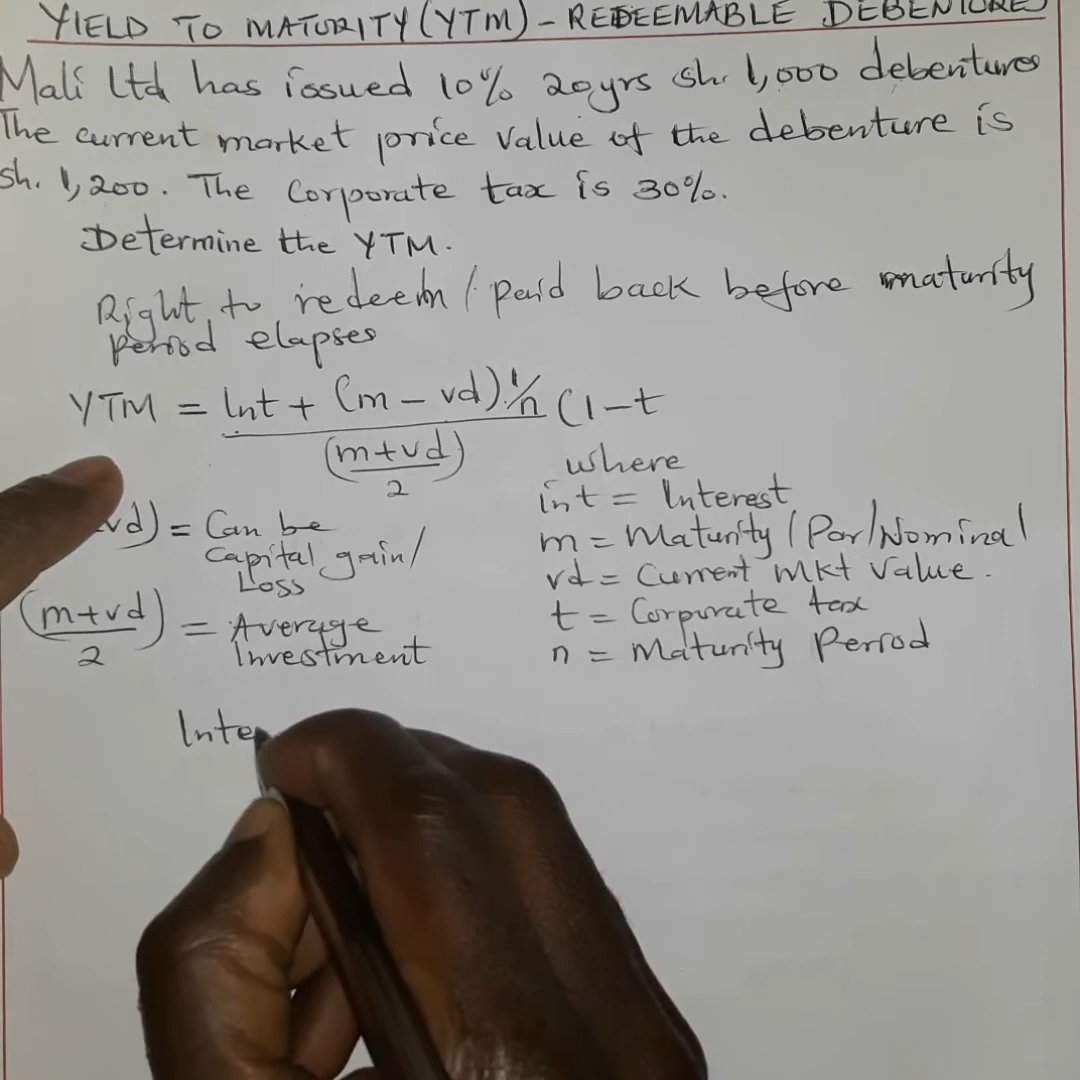 YIELD TO MATURITY (YTM) - REDEEMABLE DEBENTURES
Mali Ltd has issued 10% 20yrs sh. 1,000 debentures
The current market price value of the debenture is
sh. 1,200. The Corporate tax is 30%.
Determine the YTM.
Right to redeem / paid back before maturity
period elapses
YTM = Int + (m - vd) 1/n (1-t
(m+vd)
2
where
int = Interest
m = Maturity / Par/Nominal
vd = Current mkt value.
t = Corporate tax
n = maturity Period
vd) = Can be
capital gain/
Loss
(m+vd)
2
= Average
Investment
Inte